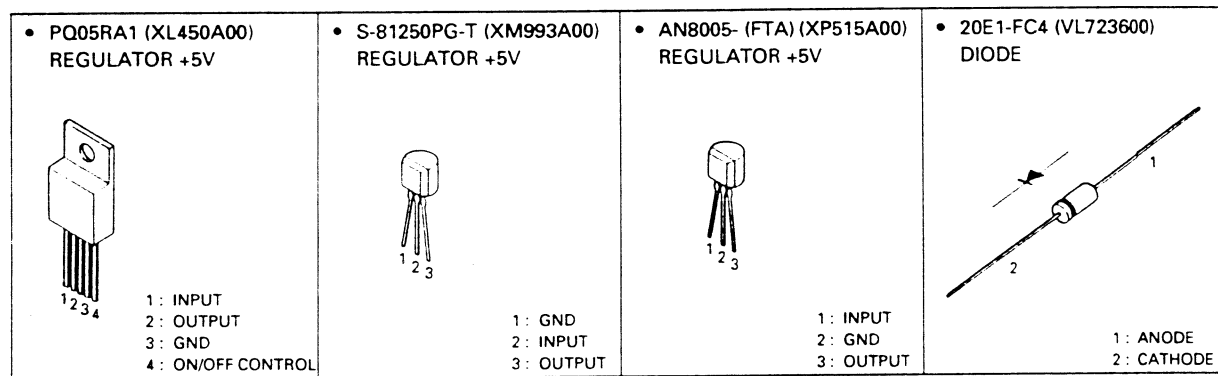 • PQ05RA1 (XL450A00)
REGULATOR +5V
1 2 3 4
1 : INPUT
2 : OUTPUT
3 : GND
4 : ON/OFF CONTROL
• S-81250PG-T (XM993A00)
REGULATOR +5V
1 2 3
1 : GND
2 : INPUT
3 : OUTPUT
• AN8005- (FTA) (XP515A00)
REGULATOR +5V
1 2 3
1 : INPUT
2 : GND
3 : OUTPUT
• 20E1-FC4 (VL723600)
DIODE
1
2
1 : ANODE
2 : CATHODE